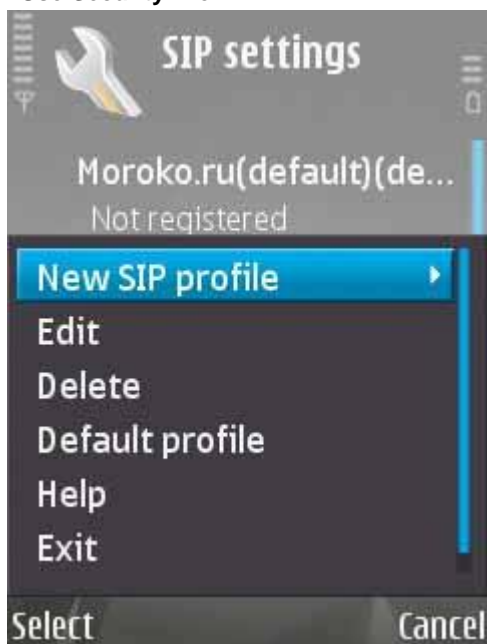 SIP settings
Moroko.ru(default)(de...
Not registered
New SIP profile
Edit
Delete
Default profile
Help
Exit
Select Cancel